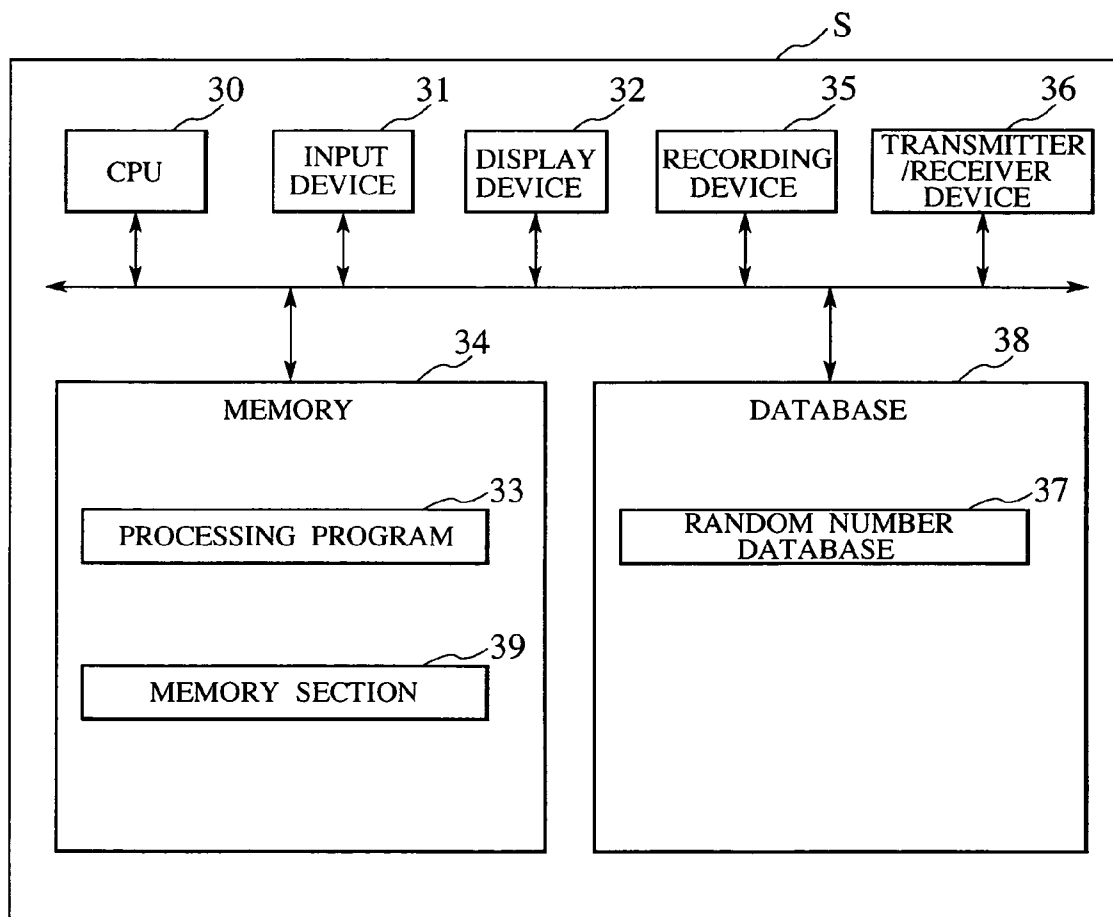 S
30
31
32
35
36
CPU
INPUT
DEVICE
DISPLAY
DEVICE
RECORDING
DEVICE
TRANSMITTER
/RECEIVER
DEVICE
34
38
MEMORY
DATABASE
33
37
PROCESSING PROGRAM
RANDOM NUMBER
DATABASE
39
MEMORY SECTION